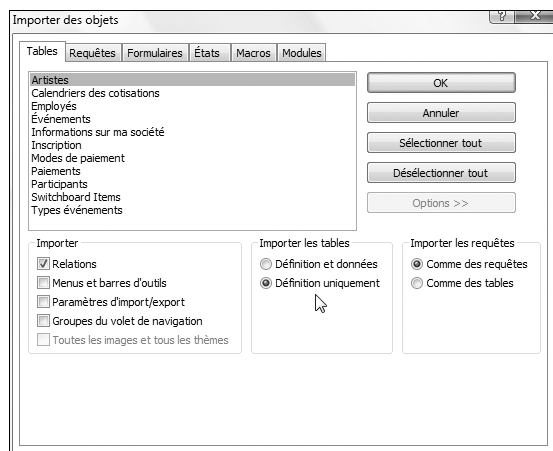 Importer des objets
Tables Requêtes Formulaires États Macros Modules
Artistes
Calendriers des cotisations
Employés
Événements
Informations sur ma société
Inscription
Modes de paiement
Paiements
Participants
Switchboard Items
Types événements
OK
Annuler
Sélectionner tout
Désélectionner tout
Options >>
Importer
Relations
Menus et barres d'outils
Paramètres d'import/export
Groupes du volet de navigation
Toutes les images et tous les thèmes
Importer les tables
Définition et données
Définition uniquement
Importer les requêtes
Comme des requêtes
Comme des tables